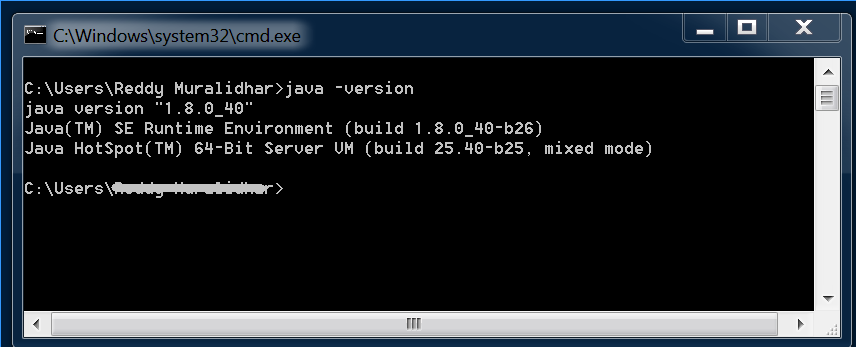 C:\Windows\system32\cmd.exe
C:\Users\Reddy Muralidhar>java -version
java version "1.8.0_40"
Java(TM) SE Runtime Environment (build 1.8.0_40-b26)
Java HotSpot(TM) 64-Bit Server VM (build 25.40-b25, mixed mode)
C:\Users\>